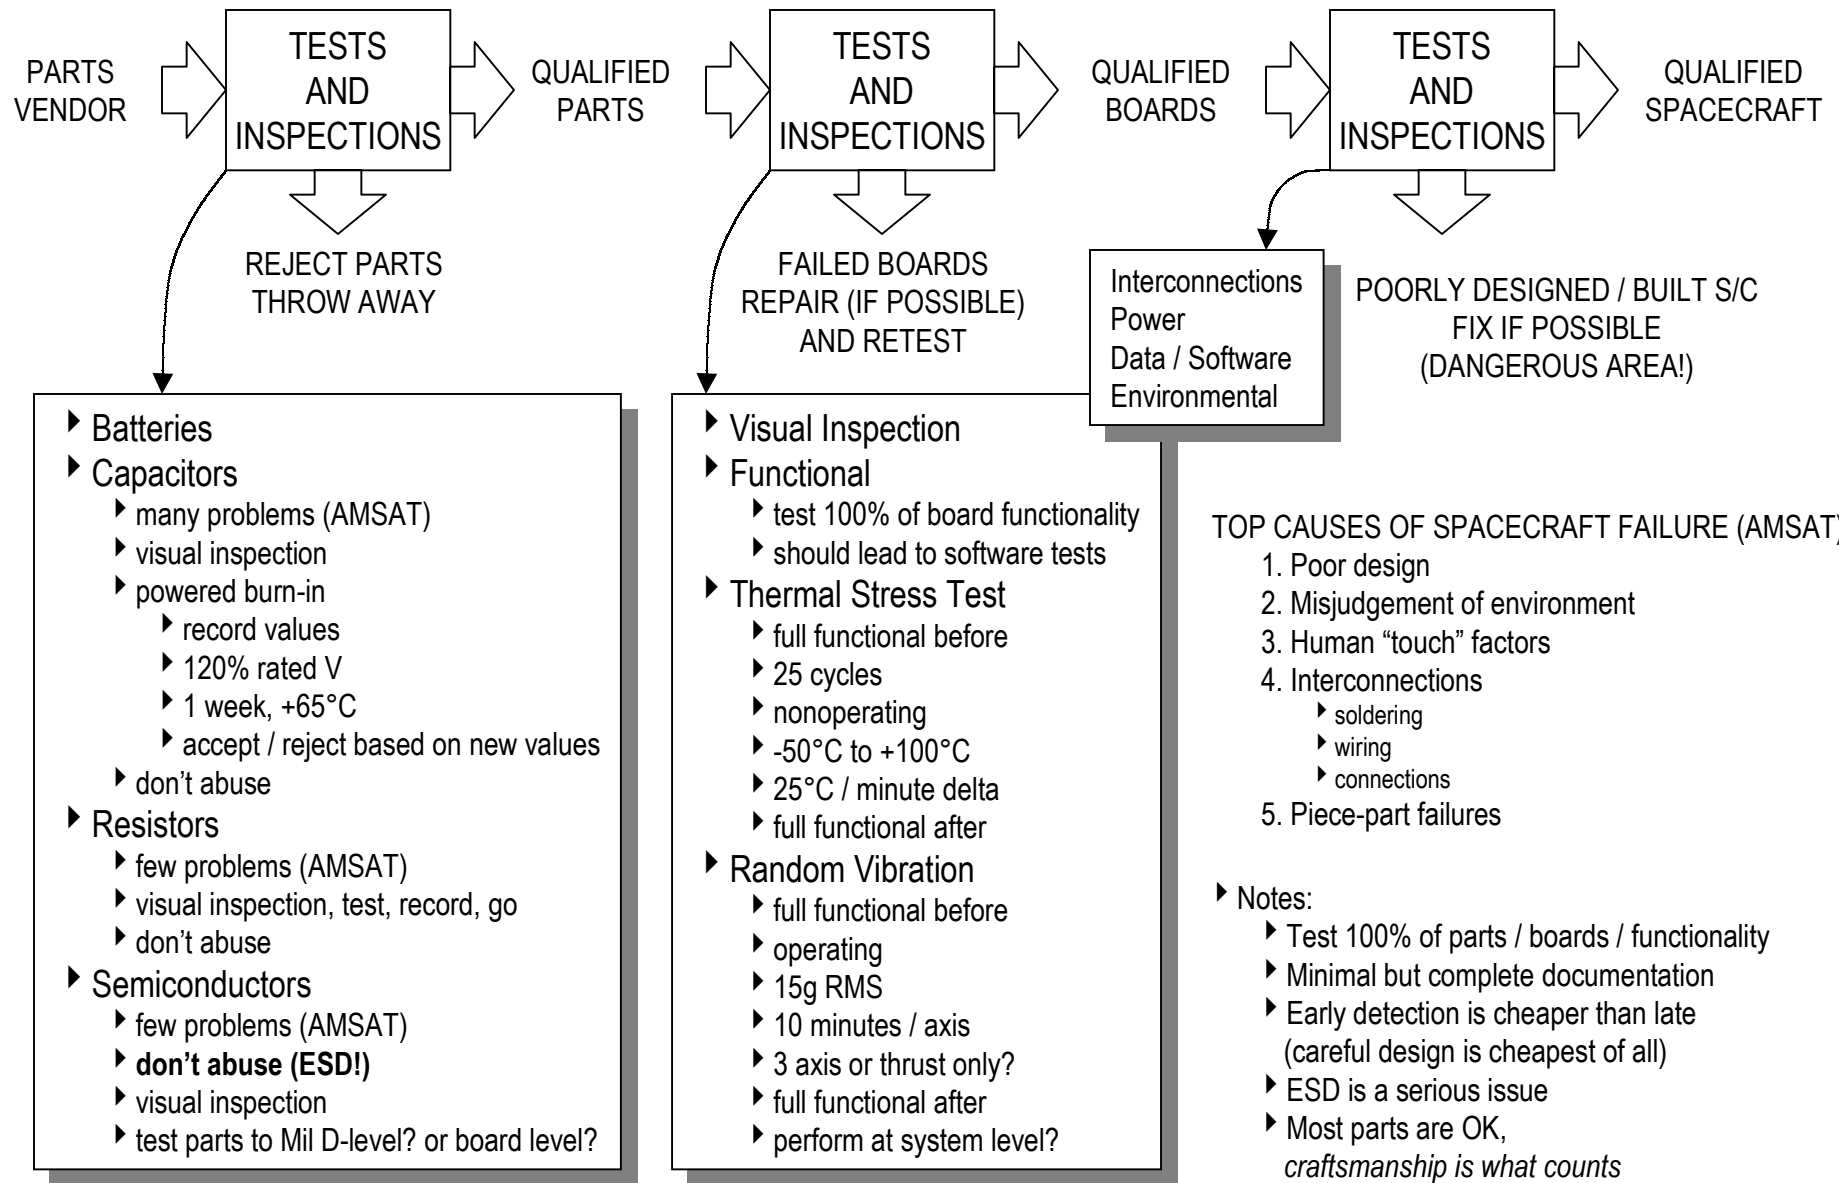 PARTS
VENDOR
TESTS
AND
INSPECTIONS
QUALIFIED
PARTS
TESTS
AND
INSPECTIONS
QUALIFIED
BOARDS
TESTS
AND
INSPECTIONS
QUALIFIED
SPACECRAFT
REJECT PARTS
THROW AWAY
FAILED BOARDS
REPAIR (IF POSSIBLE)
AND RETEST
Interconnections
Power
Data / Software
Environmental
POORLY DESIGNED / BUILT S/C
FIX IF POSSIBLE
(DANGEROUS AREA!)
Batteries
Capacitors
many problems (AMSAT)
visual inspection
powered burn-in
record values
120% rated V
1 week, +65°C
accept / reject based on new values
don’t abuse
Resistors
few problems (AMSAT)
visual inspection, test, record, go
don’t abuse
Semiconductors
few problems (AMSAT)
don’t abuse (ESD!)
visual inspection
test parts to Mil D-level? or board level?
Visual Inspection
Functional
test 100% of board functionality
should lead to software tests
Thermal Stress Test
full functional before
25 cycles
nonoperating
-50°C to +100°C
25°C / minute delta
full functional after
Random Vibration
full functional before
operating
15g RMS
10 minutes / axis
3 axis or thrust only?
full functional after
perform at system level?
TOP CAUSES OF SPACECRAFT FAILURE (AMSAT)
1. Poor design
2. Misjudgement of environment
3. Human “touch” factors
4. Interconnections
soldering
wiring
connections
5. Piece-part failures
Notes:
Test 100% of parts / boards / functionality
Minimal but complete documentation
Early detection is cheaper than late
(careful design is cheapest of all)
ESD is a serious issue
Most parts are OK,
craftsmanship is what counts